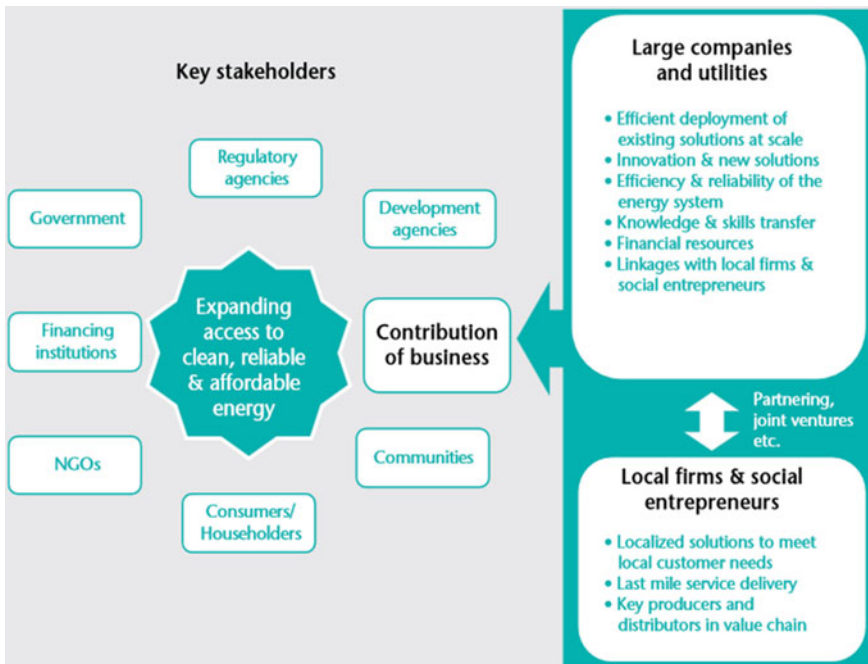 Key stakeholders
Regulatory
agencies
Government
Development
agencies
Financing
institutions
Expanding
access to
clean, reliable
& affordable
energy
Contribution
of business
NGOs
Communities
Consumers/
Householders
Large companies
and utilities
• Efficient deployment of
existing solutions at scale
• Innovation & new solutions
• Efficiency & reliability of the
energy system
• Knowledge & skills transfer
• Financial resources
• Linkages with local firms &
social entrepreneurs
Partnering,
joint ventures
etc.
Local firms & social
entrepreneurs
• Localized solutions to meet
local customer needs
• Last mile service delivery
• Key producers and
distributors in value chain